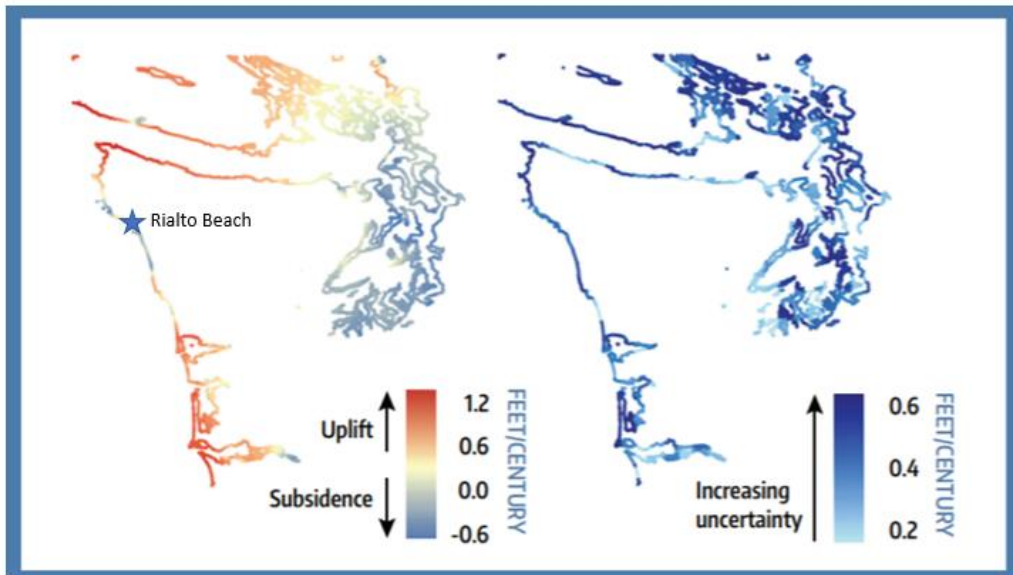 Rialto Beach
Uplift
Subsidence
1.2
0.6
0.0
-0.6
FEET/CENTURY
Increasing
uncertainty
0.6
0.4
0.2
FEET/CENTURY